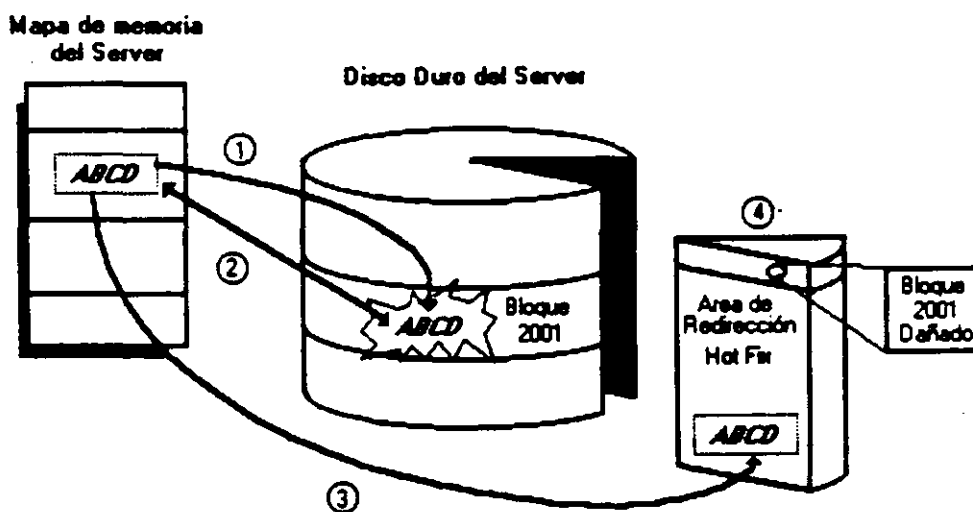 Mapa de memoria
del Server
Disco Duro del Server
ABCD
1
2
ABCD
Bloque
2001
4
Area de
Redirección
Hot Fix
ABCD
Bloque
2001
Dañado
3